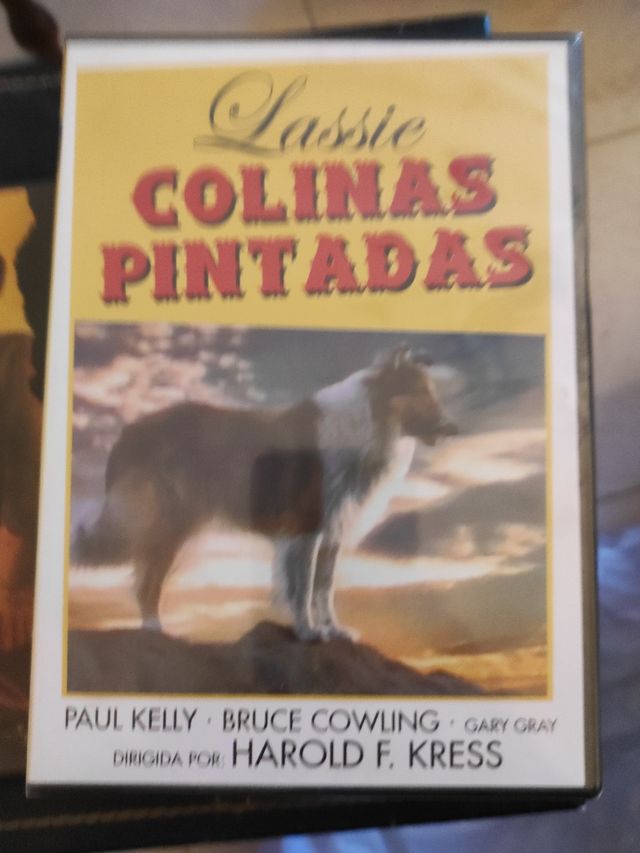 Lassie
COLINAS
PINTADAS
PAUL KELLY · BRUCE COWLING · GARY GRAY
DIRIGIDA POR: HAROLD F. KRESS